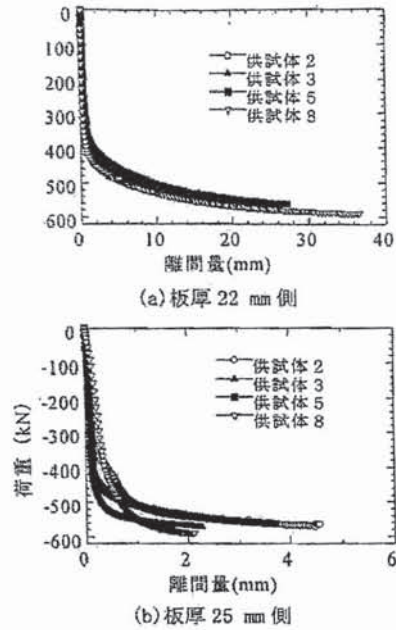 0
100
200
300
400
500
600
供試体 2
供試体 3
供試体 5
供試体 8
0 10 20 30 40
離間量(mm)
(a)板厚 22 mm 側
荷重 (kN)
0
-100
-200
-300
-400
-500
-600
供試体 2
供試体 3
供試体 5
供試体 8
0 2 4 6
離間量(mm)
(b)板厚 25 mm 側